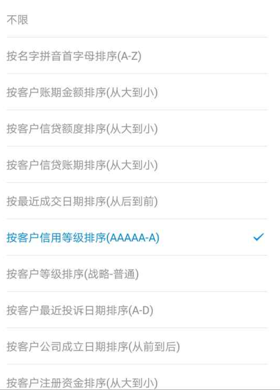 不限
按名字拼音首字母排序(A-Z)
按客户账期金额排序(从大到小)
按客户信贷额度排序(从大到小)
按客户信贷账期排序(从大到小)
按最近成交日期排序(从后到前)
按客户信用等级排序(AAAAA-A)
按客户等级排序(战略-普通)
按客户最近投诉日期排序(A-D)
按客户公司成立日期排序(从前到后)
按客户注册资金排序(从大到小)